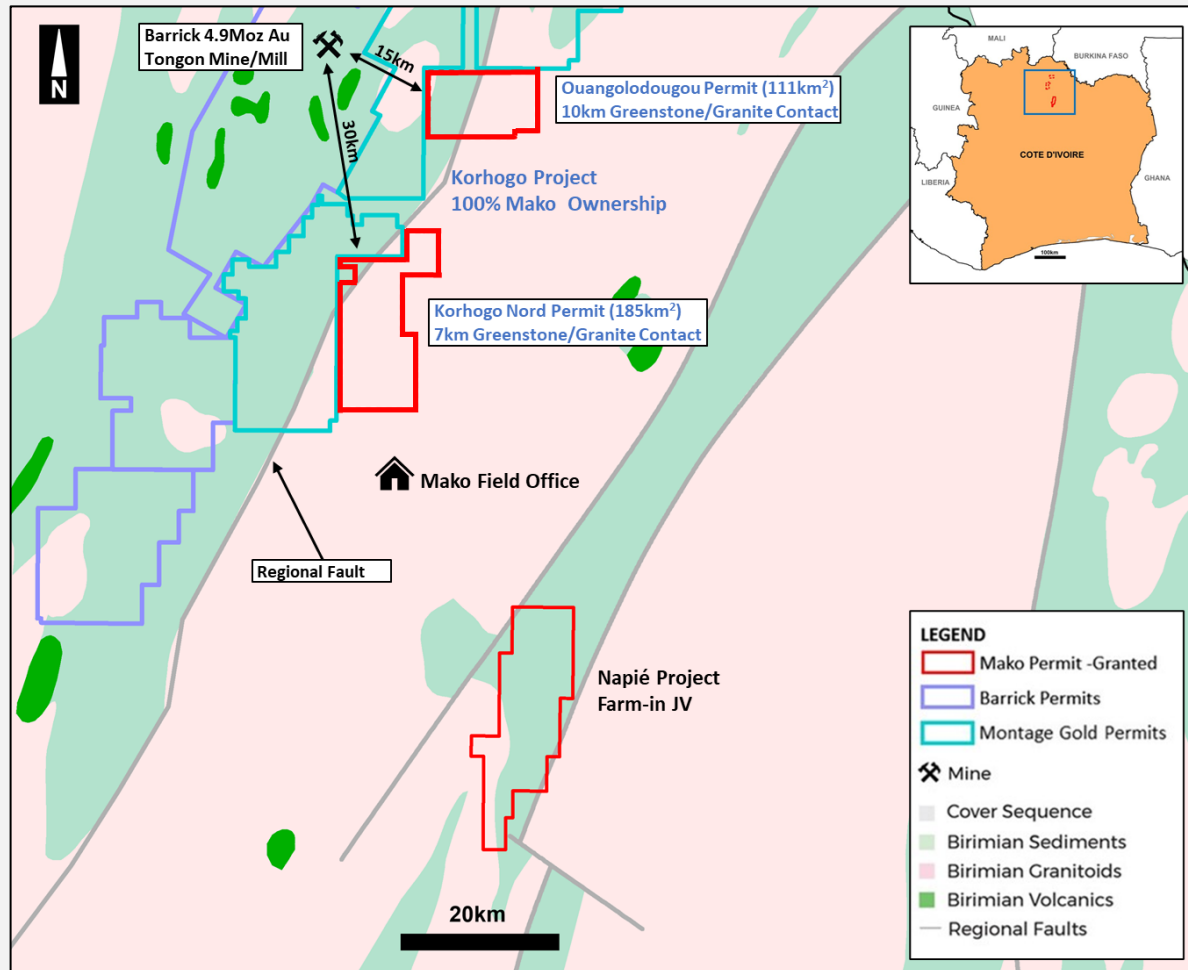 N
Barrick 4.9Moz Au
Tongon Mine/Mill
15km
30km
Ouangolodougou Permit (111km²)
10km Greenstone/Granite Contact
Korhogo Project
100% Mako Ownership
Korhogo Nord Permit (185km²)
7km Greenstone/Granite Contact
Mako Field Office
Regional Fault
Napié Project
Farm-in JV
20km
MALI
BURKINA FASO
GUINEA
COTE D'IVOIRE
LIBERIA
GHANA
100km
LEGEND
Mako Permit -Granted
Barrick Permits
Montage Gold Permits
Mine
Cover Sequence
Birimian Sediments
Birimian Granitoids
Birimian Volcanics
Regional Faults